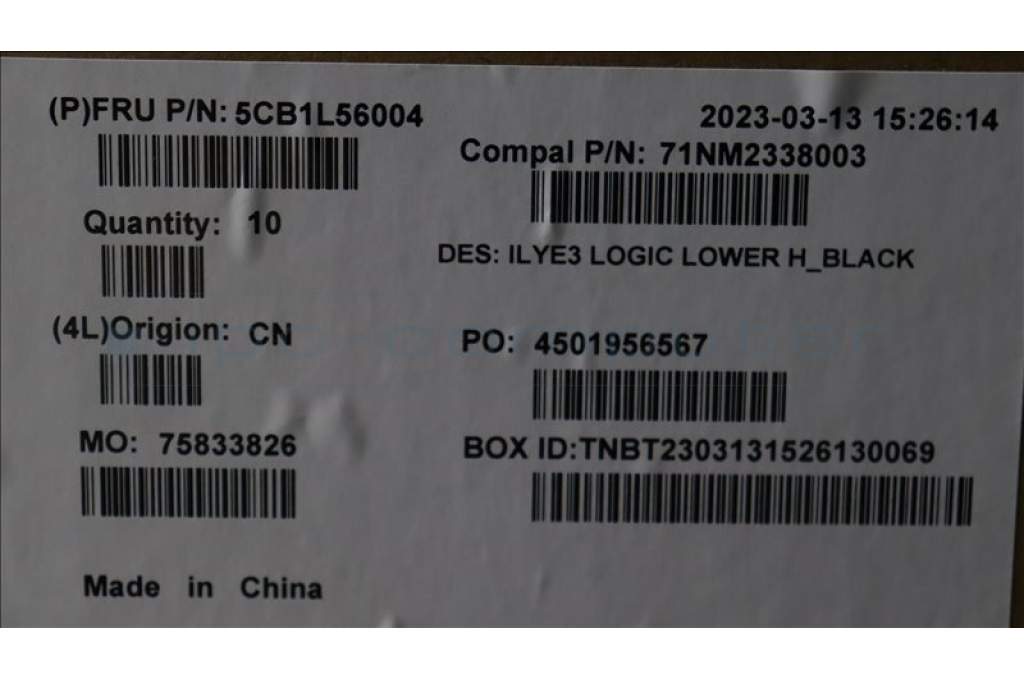 (P)FRU P/N: 5CB1L56004
2023-03-13 15:26:14
Compal P/N: 71NM2338003
Quantity: 10
DES: ILYE3 LOGIC LOWER H_BLACK
(4L)Origion: CN
PO: 4501956567
MO: 75833826
BOX ID:TNBT2303131526130069
Made in China